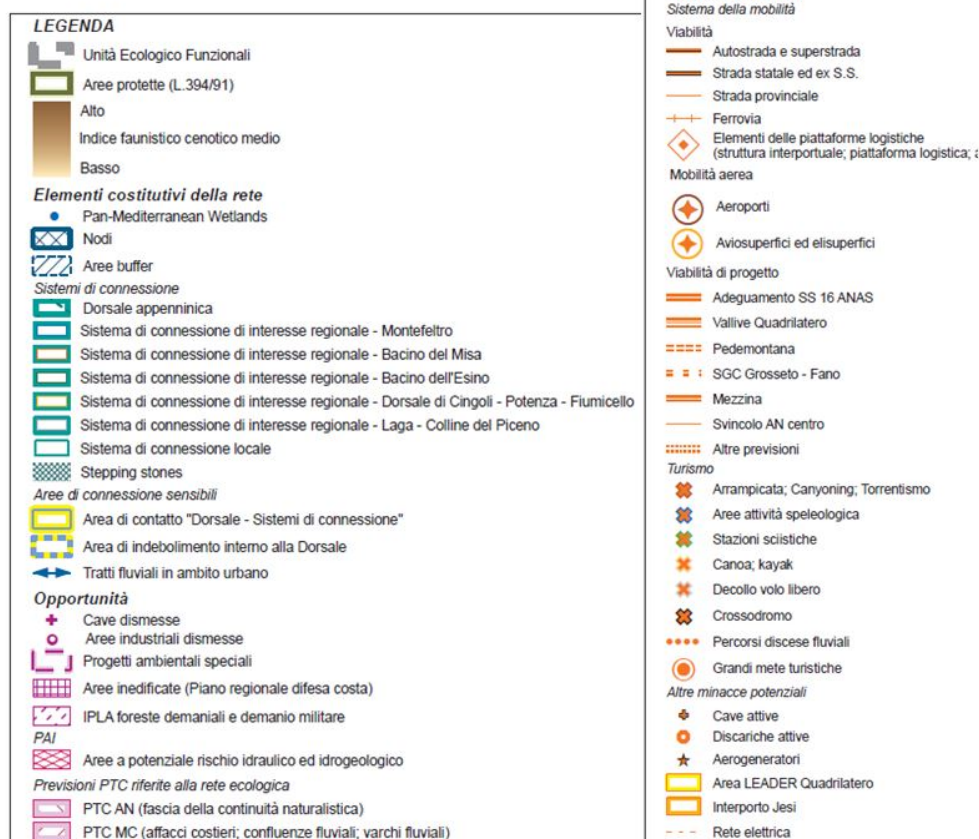 LEGENDA
Unità Ecologico Funzionali
Aree protette (L.394/91)
Alto
Indice faunistico cenotico medio
Basso
Elementi costitutivi della rete
Pan-Mediterranean Wetlands
Nodi
Aree buffer
Sistemi di connessione
Dorsale appenninica
Sistema di connessione di interesse regionale - Montefeltro
Sistema di connessione di interesse regionale - Bacino del Misa
Sistema di connessione di interesse regionale - Bacino dell'Esino
Sistema di connessione di interesse regionale - Dorsale di Cingoli - Potenza - Fiumicello
Sistema di connessione di interesse regionale - Laga - Colline del Piceno
Sistema di connessione locale
Stepping stones
Aree di connessione sensibili
Area di contatto "Dorsale - Sistemi di connessione"
Area di indebolimento interno alla Dorsale
Tratti fluviali in ambito urbano
Opportunità
Cave dismesse
Aree industriali dismesse
Progetti ambientali speciali
Aree inedificate (Piano regionale difesa costa)
IPLA foreste demaniali e demanio militare
PAI
Aree a potenziale rischio idraulico ed idrogeologico
Previsioni PTC riferite alla rete ecologica
PTC AN (fascia della continuità naturalistica)
PTC MC (affacci costieri; confluenze fluviali; varchi fluviali)
Sistema della mobilità
Viabilità
Autostrada e superstrada
Strada statale ed ex S.S.
Strada provinciale
Ferrovia
Elementi delle piattaforme logistiche
(struttura interportuale; piattaforma logistica; a
Mobilità aerea
Aeroporti
Aviosuperfici ed elisuperfici
Viabilità di progetto
Adeguamento SS 16 ANAS
Vallive Quadrilatero
Pedemontana
SGC Grosseto - Fano
Mezzina
Svincolo AN centro
Altre previsioni
Turismo
Arrampicata; Canyoning; Torrentismo
Aree attività speleologica
Stazioni sciistiche
Canoa; kayak
Decollo volo libero
Crossodromo
Percorsi discese fluviali
Grandi mete turistiche
Altre minacce potenziali
Cave attive
Discariche attive
Aerogeneratori
Area LEADER Quadrilatero
Interporto Jesi
Rete elettrica